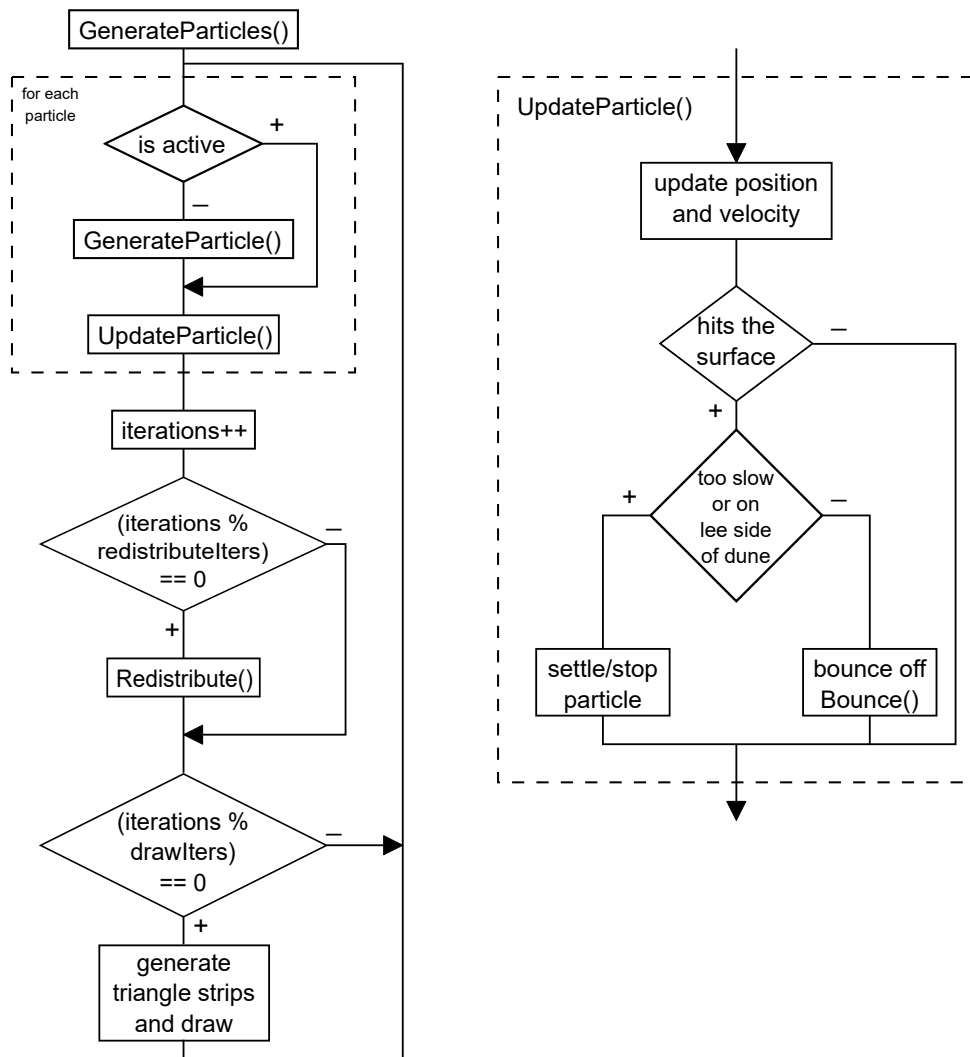 GenerateParticles()
for each
particle
is active
+
–
GenerateParticle()
UpdateParticle()
iterations++
(iterations %
redistributeIters)
== 0
–
+
Redistribute()
(iterations %
drawIters)
== 0
–
+
generate
triangle strips
and draw
UpdateParticle()
update position
and velocity
hits the
surface
–
+
too slow
or on
lee side
of dune
+
–
settle/stop
particle
bounce off
Bounce()